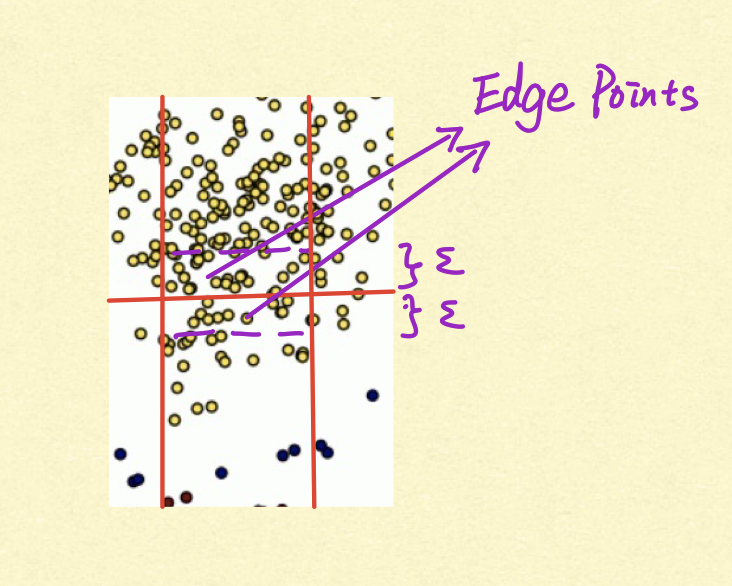 Edge Points
} ε
} ε